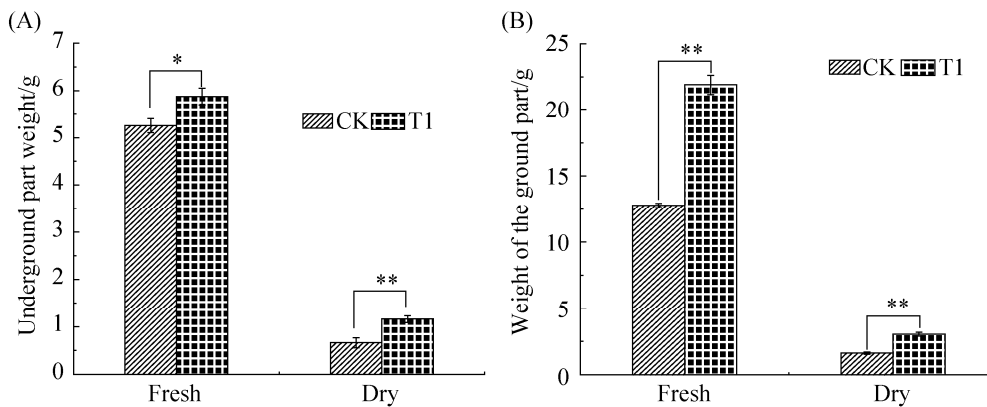 (A)
Underground part weight/g
7
6
5
4
3
2
1
0
*
**
CK T1
Fresh Dry
(B)
Weight of the ground part/g
25
20
15
10
5
0
**
**
CK T1
Fresh Dry